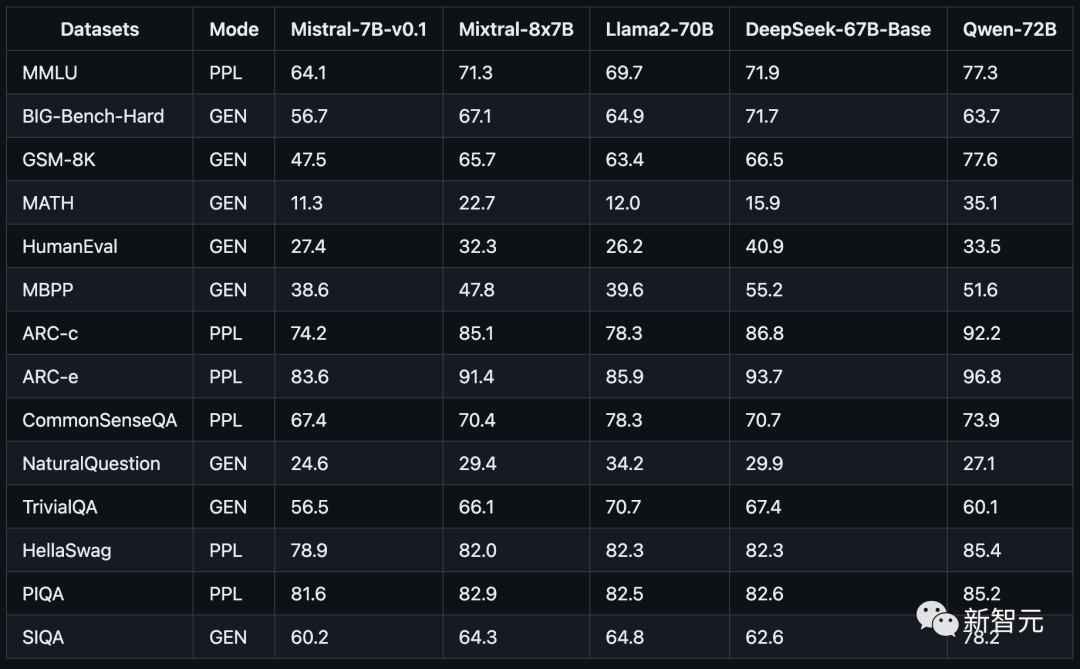 Datasets Mode Mistral-7B-v0.1 Mixtral-8x7B Llama2-70B DeepSeek-67B-Base Qwen-72B
MMLU PPL 64.1 71.3 69.7 71.9 77.3
BIG-Bench-Hard GEN 56.7 67.1 64.9 71.7 63.7
GSM-8K GEN 47.5 65.7 63.4 66.5 77.6
MATH GEN 11.3 22.7 12.0 15.9 35.1
HumanEval GEN 27.4 32.3 26.2 40.9 33.5
MBPP GEN 38.6 47.8 39.6 55.2 51.6
ARC-c PPL 74.2 85.1 78.3 86.8 92.2
ARC-e PPL 83.6 91.4 85.9 93.7 96.8
CommonSenseQA PPL 67.4 70.4 78.3 70.7 73.9
NaturalQuestion GEN 24.6 29.4 34.2 29.9 27.1
TrivialQA GEN 56.5 66.1 70.7 67.4 60.1
HellaSwag PPL 78.9 82.0 82.3 82.3 85.4
PIQA PPL 81.6 82.9 82.5 82.6 85.2
新智元
SIQA GEN 60.2 64.3 64.8 62.6 78.2